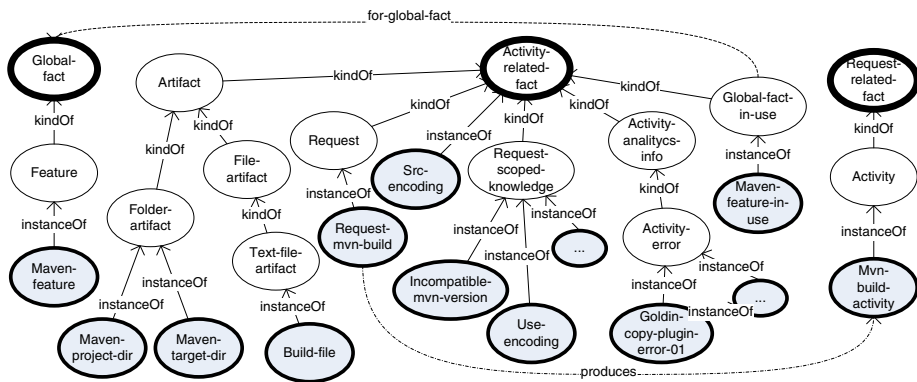 for-global-fact
Global-
fact
Activity-
related-
fact
Request-
related-
fact
Artifact
kindOf
Global-fact-
in-use
kindOf
kindOf
kindOf
kindOf
kindOf
kindOf
kindOf
kindOf
Request
instanceOf
Activity-
analitycs-
info
kindOf
Feature
File-
artifact
Src-
encoding
Request-
scoped-
knowledge
instanceOf
Activity
instanceOf
Maven-
feature-in-
use
kindOf
instanceOf
Folder-
artifact
kindOf
Request-
mvn-build
instanceOf
Activity-
error
instanceOf
Text-file-
artifact
instanceOf
...
instanceOf
Maven-
feature
Incompatible-
mvn-version
instanceOf
Mvn-
build-
activity
instanceOf
instanceOf
instanceOf
instanceOf
...
Maven-
project-dir
Maven-
target-dir
Build-file
Use-
encoding
Goldin-
copy-plugin-
error-01
produces